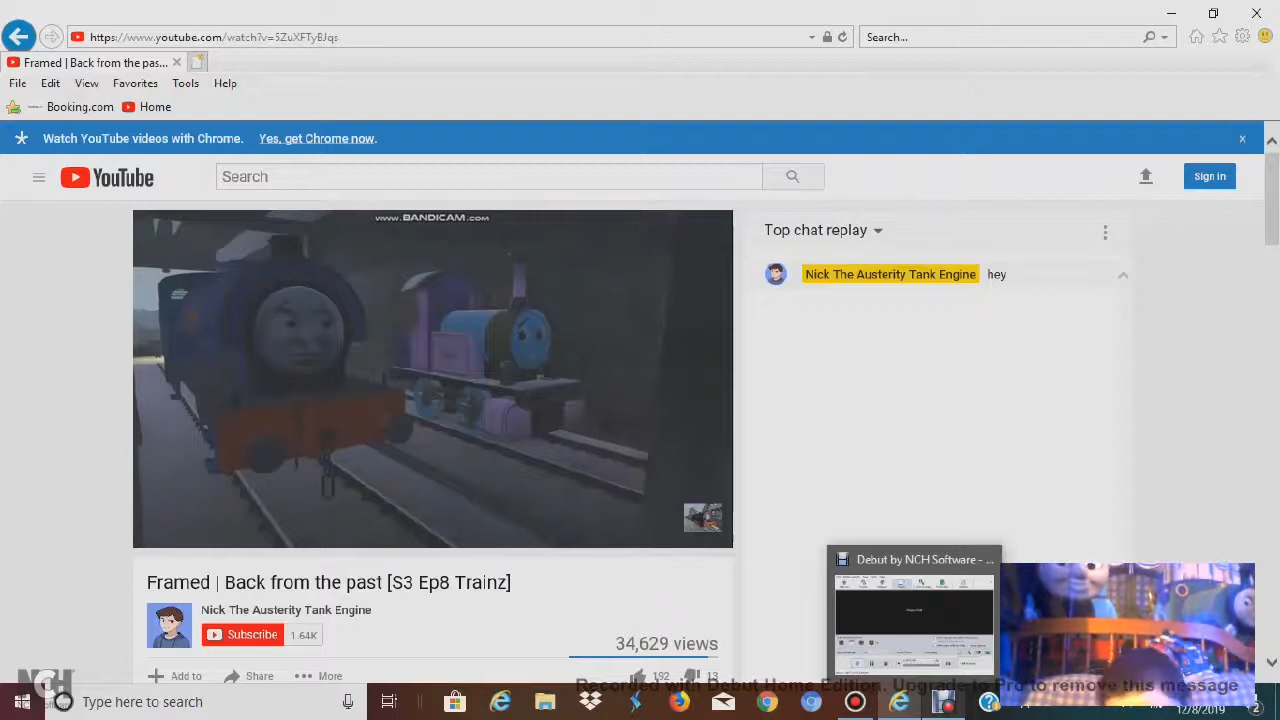 https://www.youtube.com/watch?v=5ZuXFTyBJqs
Search...
Framed | Back from the pas...
File Edit View Favorites Tools Help
Booking.com Home
Watch YouTube videos with Chrome. Yes, get Chrome now.
YouTube
Search
Sign in
www.BANDICAM.com
Top chat replay
Nick The Austerity Tank Engine hey
Debut by NCH Software - ...
Framed | Back from the past [S3 Ep8 Trainz]
Nick The Austerity Tank Engine
Subscribe 1.64K
34,629 views
Add to Share More 192 13
NCH
Recorded with Debut Home Edition. Upgrade to Pro to remove this message
Type here to search
12/8/2019
2